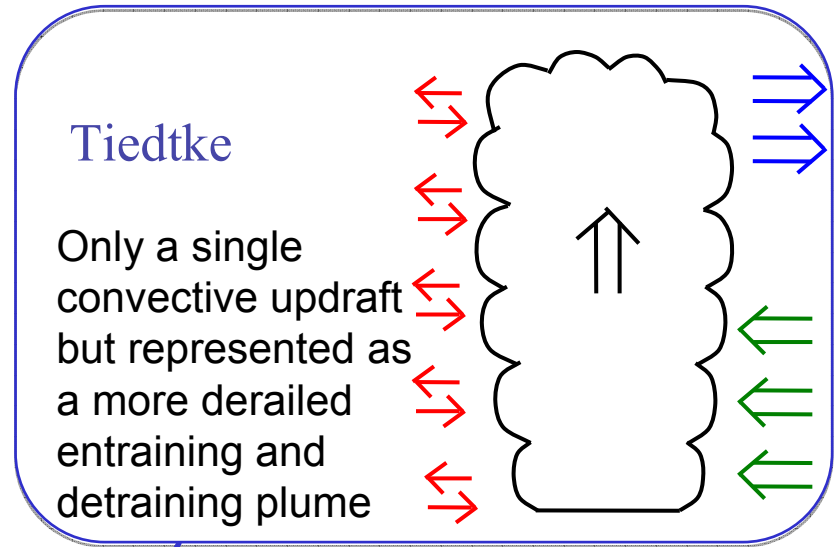 Tiedtke
Only a single
convective updraft
but represented as
a more derailed
entraining and
detraining plume